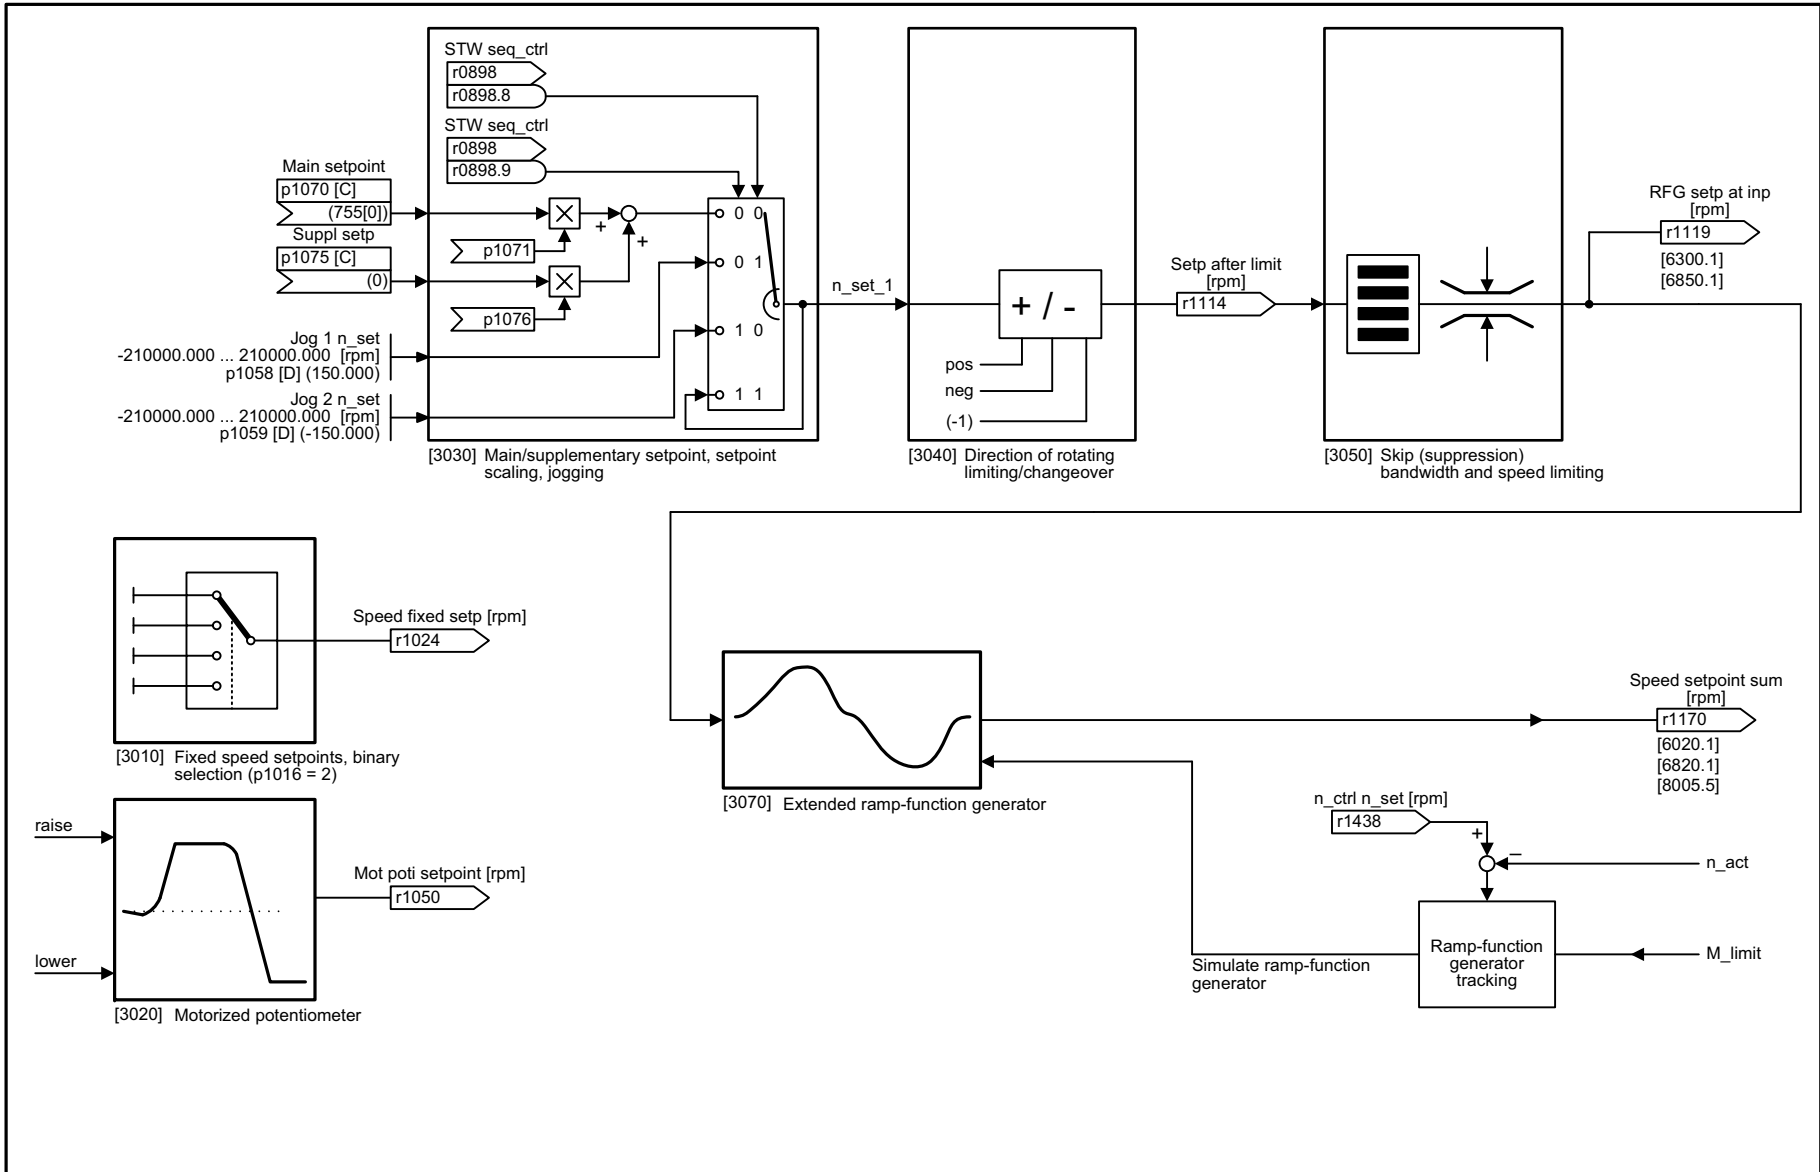 STW seq_ctrl
r0898
r0898.8
STW seq_ctrl
r0898
r0898.9
Main setpoint
p1070 [C]
(755[0])
Suppl setp
p1075 [C]
(0)
p1071
p1076
+
+
0 0
0 1
1 0
1 1
Jog 1 n_set
-210000.000 ... 210000.000 [rpm]
p1058 [D] (150.000)
Jog 2 n_set
-210000.000 ... 210000.000 [rpm]
p1059 [D] (-150.000)
[3030] Main/supplementary setpoint, setpoint
scaling, jogging
n_set_1
+ / -
pos
neg
(-1)
[3040] Direction of rotating
limiting/changeover
Setp after limit
[rpm]
r1114
[3050] Skip (suppression)
bandwidth and speed limiting
RFG setp at inp
[rpm]
r1119
[6300.1]
[6850.1]
Speed fixed setp [rpm]
r1024
[3010] Fixed speed setpoints, binary
selection (p1016 = 2)
raise
lower
Mot poti setpoint [rpm]
r1050
[3020] Motorized potentiometer
[3070] Extended ramp-function generator
Speed setpoint sum
[rpm]
r1170
[6020.1]
[6820.1]
[8005.5]
n_ctrl n_set [rpm]
r1438
+
–
n_act
Ramp-function
generator
tracking
M_limit
Simulate ramp-function
generator